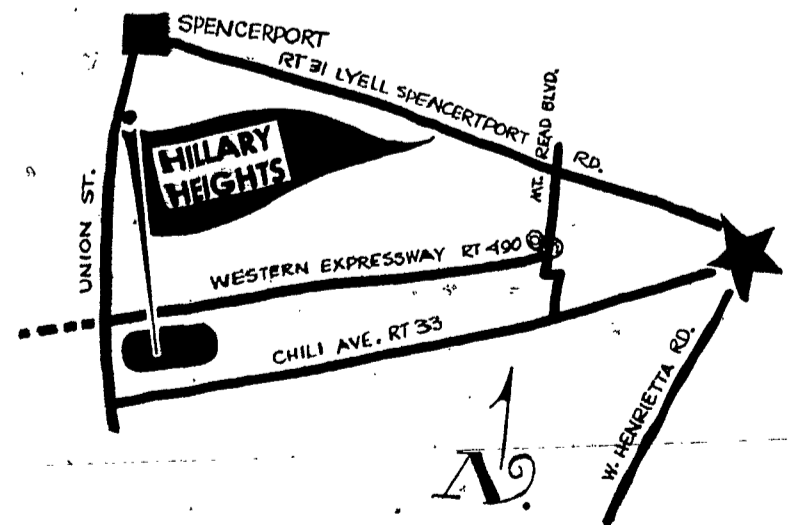 SPENCERPORT
RT 31 LYELL SPENCERTPORT RD.
MT. READ BLVD.
HILLARY
HEIGHTS
UNION ST.
WESTERN EXPRESSWAY RT 490
CHILI AVE. RT 33
W. HENRIETTA RD.
N